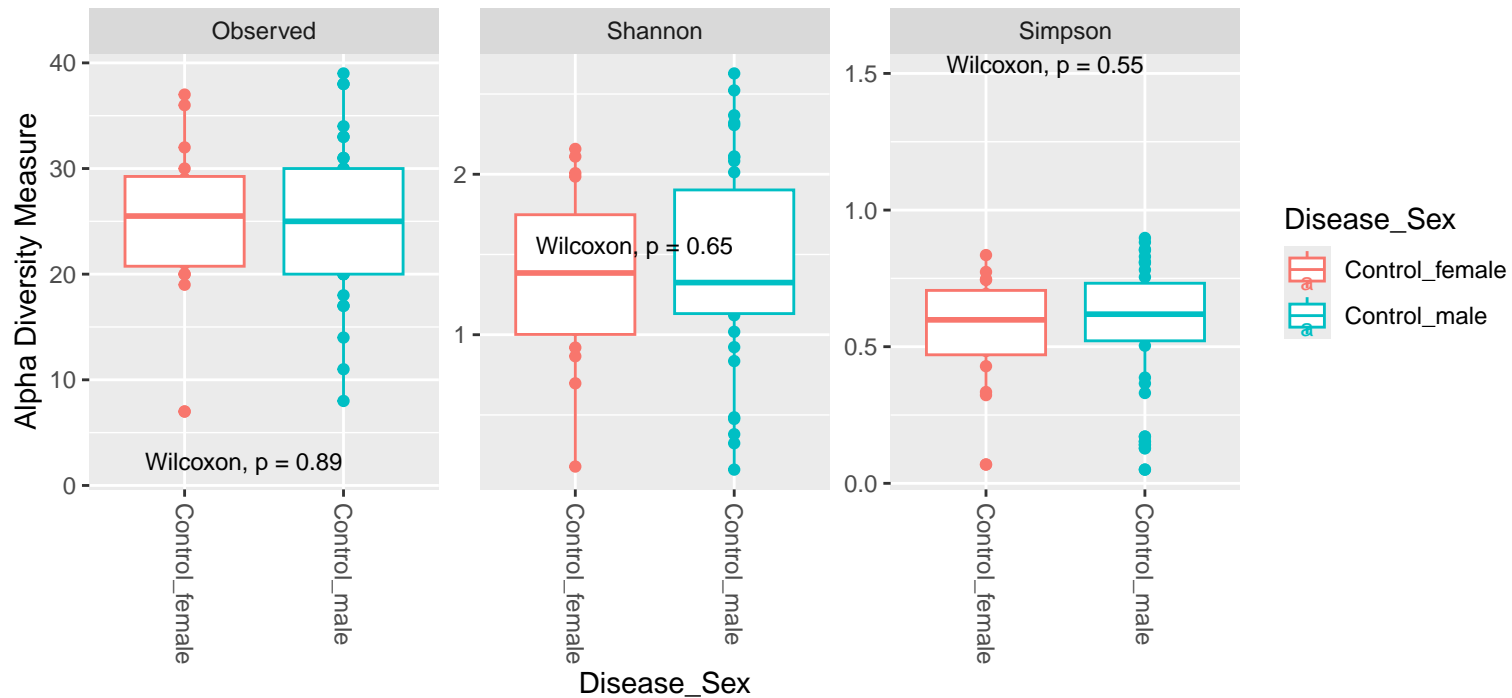 Observed
Shannon
Simpson
Alpha Diversity Measure
40
30
20
10
0
Wilcoxon, p = 0.89
2
1
Wilcoxon, p = 0.65
1.5
1.0
0.5
0.0
Wilcoxon, p = 0.55
Control_female
Control_male
Control_female
Control_male
Control_female
Control_male
Disease_Sex
Disease_Sex
a Control_female
a Control_male